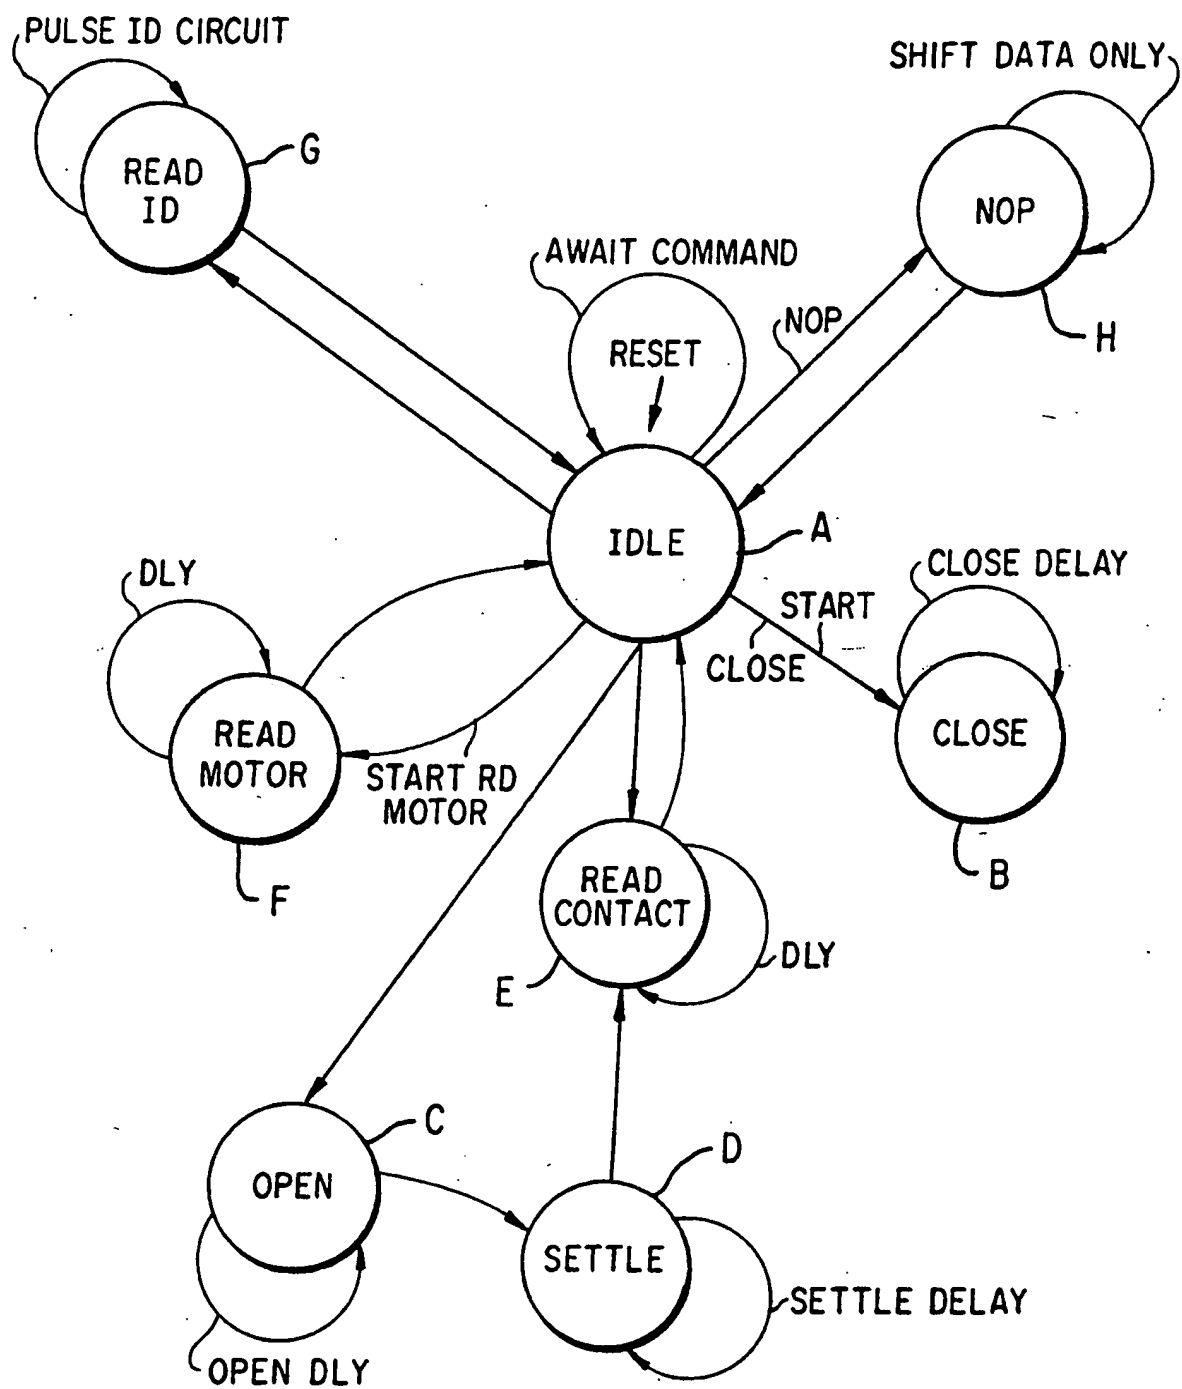 PULSE ID CIRCUIT
SHIFT DATA ONLY
G
READ
ID
NOP
AWAIT COMMAND
NOP
H
RESET
IDLE
A
DLY
CLOSE DELAY
START
CLOSE
READ
MOTOR
CLOSE
START RD
MOTOR
B
F
READ
CONTACT
DLY
E
C
D
OPEN
SETTLE
SETTLE DELAY
OPEN DLY